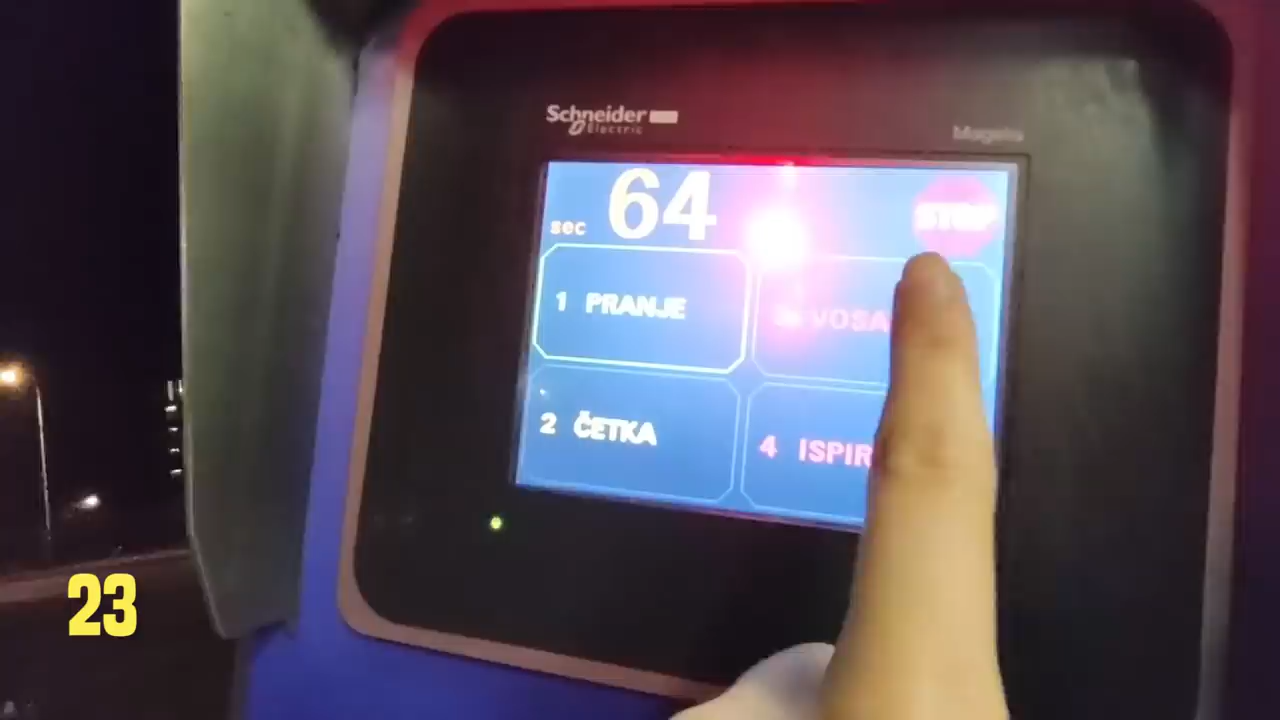 Schneider
Electric
Magelis
sec 64
STOP
1 PRANJE
VOSA
2 ČETKA
4 ISPIR
23